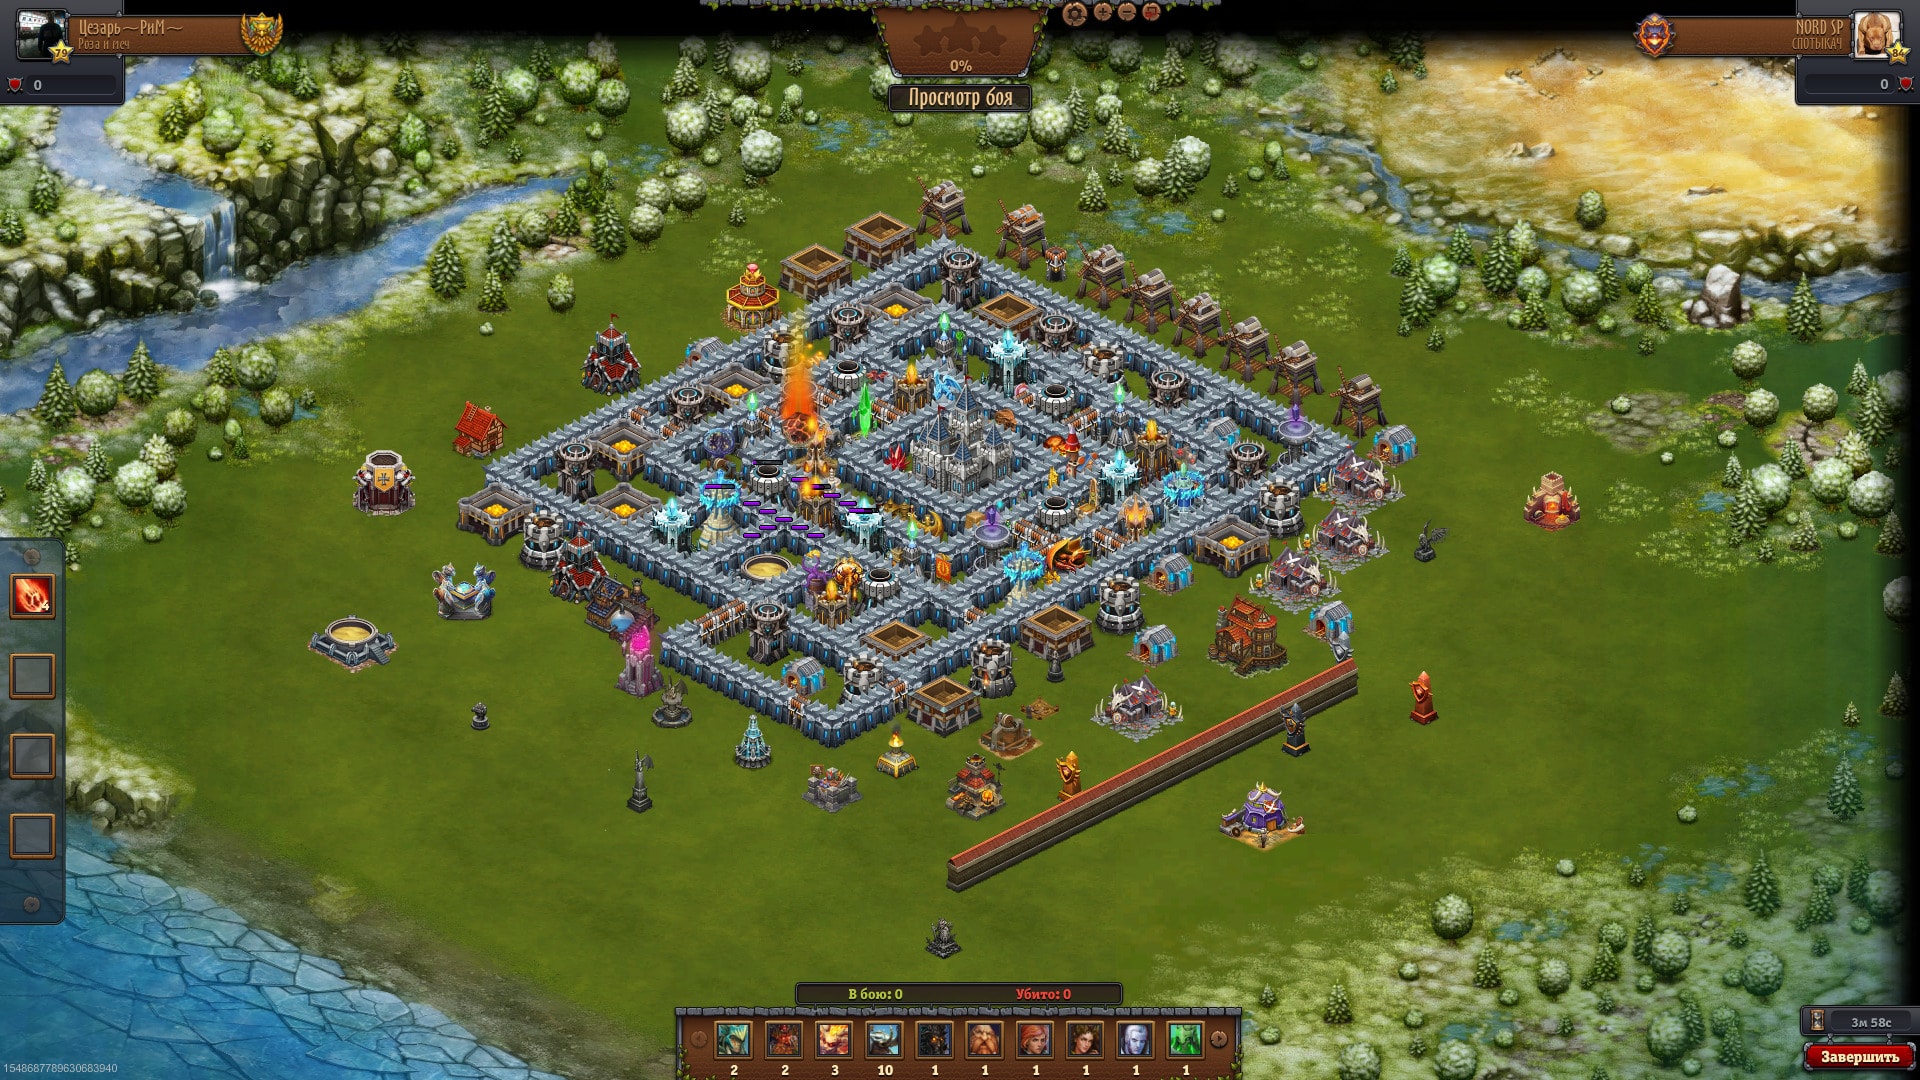 Цезарь~РиМ~
Роза и меч
79
0
0%
Просмотр боя
NORD SP
СПОТЫКАЧ
84
0
4
В бою: 0
Убито: 0
2
2
3
10
1
1
1
1
1
1
3м 58с
Завершить
1548687789630683940